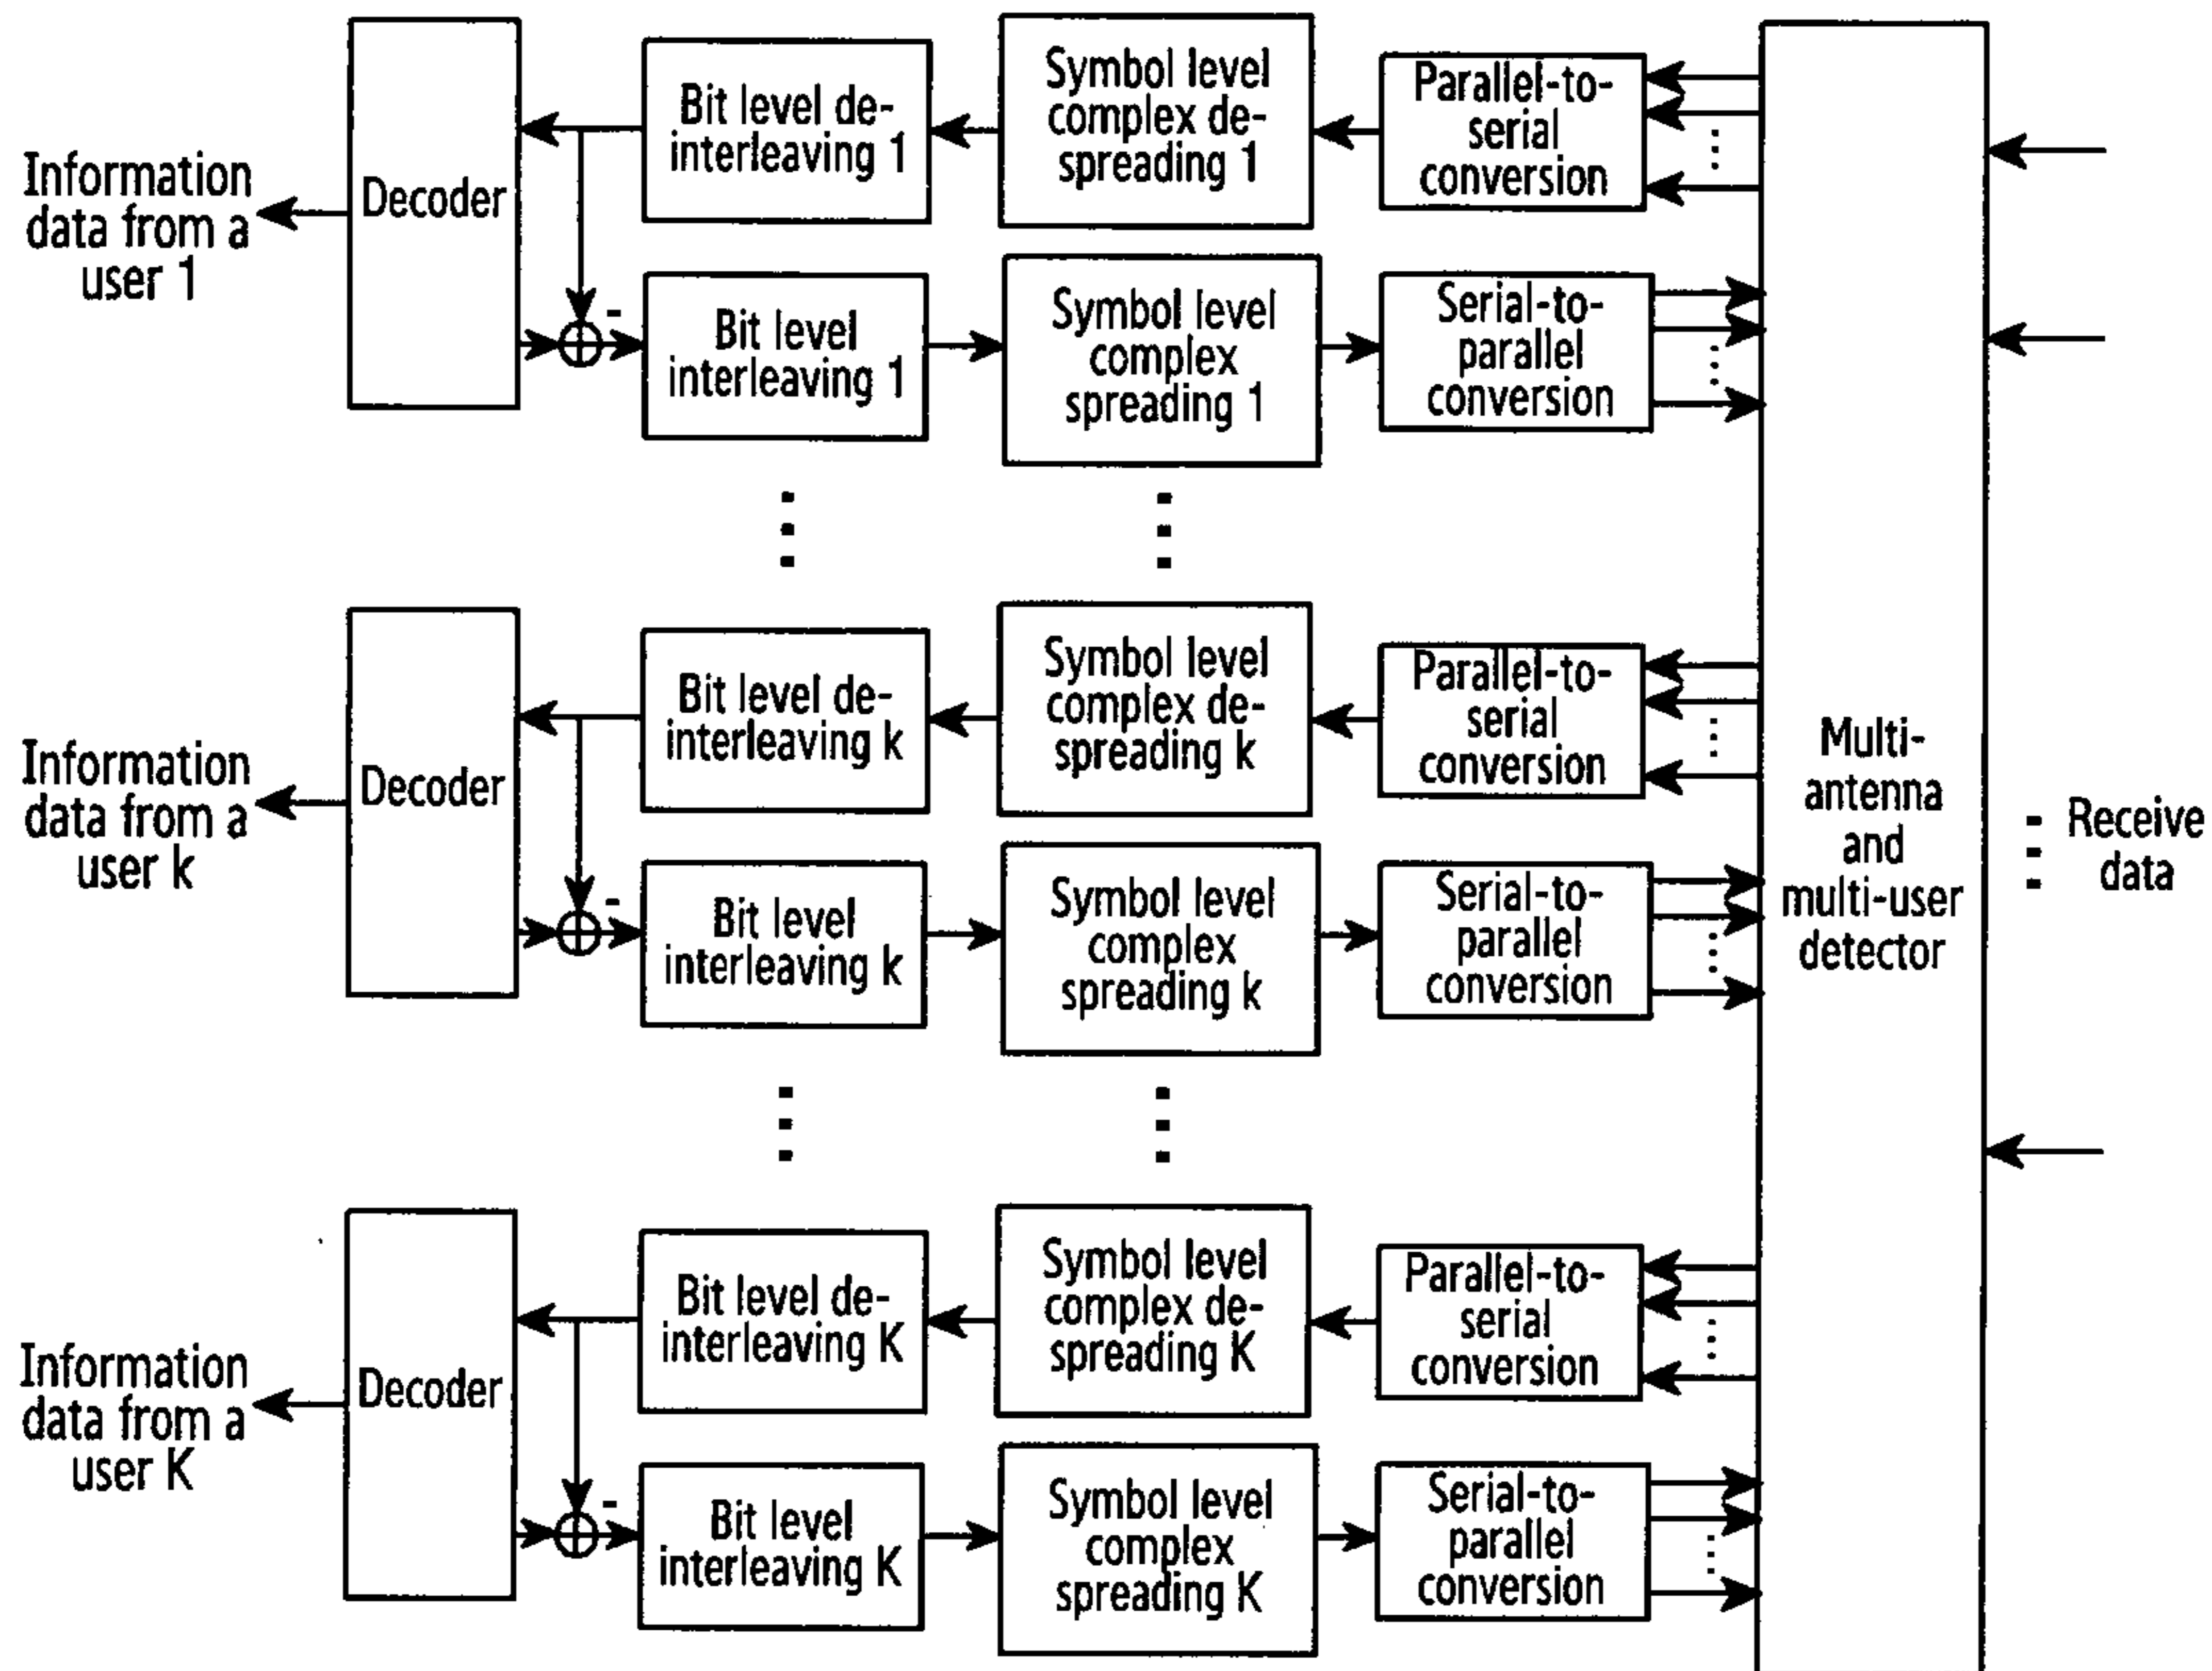 Information
data from a
user 1
Decoder
Bit level de-
interleaving 1
Symbol level
complex de-
spreading 1
Parallel-to-
serial
conversion
-
Bit level
interleaving 1
Symbol level
complex
spreading 1
Serial-to-
parallel
conversion
Information
data from a
user k
Decoder
Bit level de-
interleaving k
Symbol level
complex de-
spreading k
Parallel-to-
serial
conversion
-
Bit level
interleaving k
Symbol level
complex
spreading k
Serial-to-
parallel
conversion
Multi-
antenna
and
multi-user
detector
Receive
data
Information
data from a
user K
Decoder
Bit level de-
interleaving K
Symbol level
complex de-
spreading K
Parallel-to-
serial
conversion
-
Bit level
interleaving K
Symbol level
complex
spreading K
Serial-to-
parallel
conversion